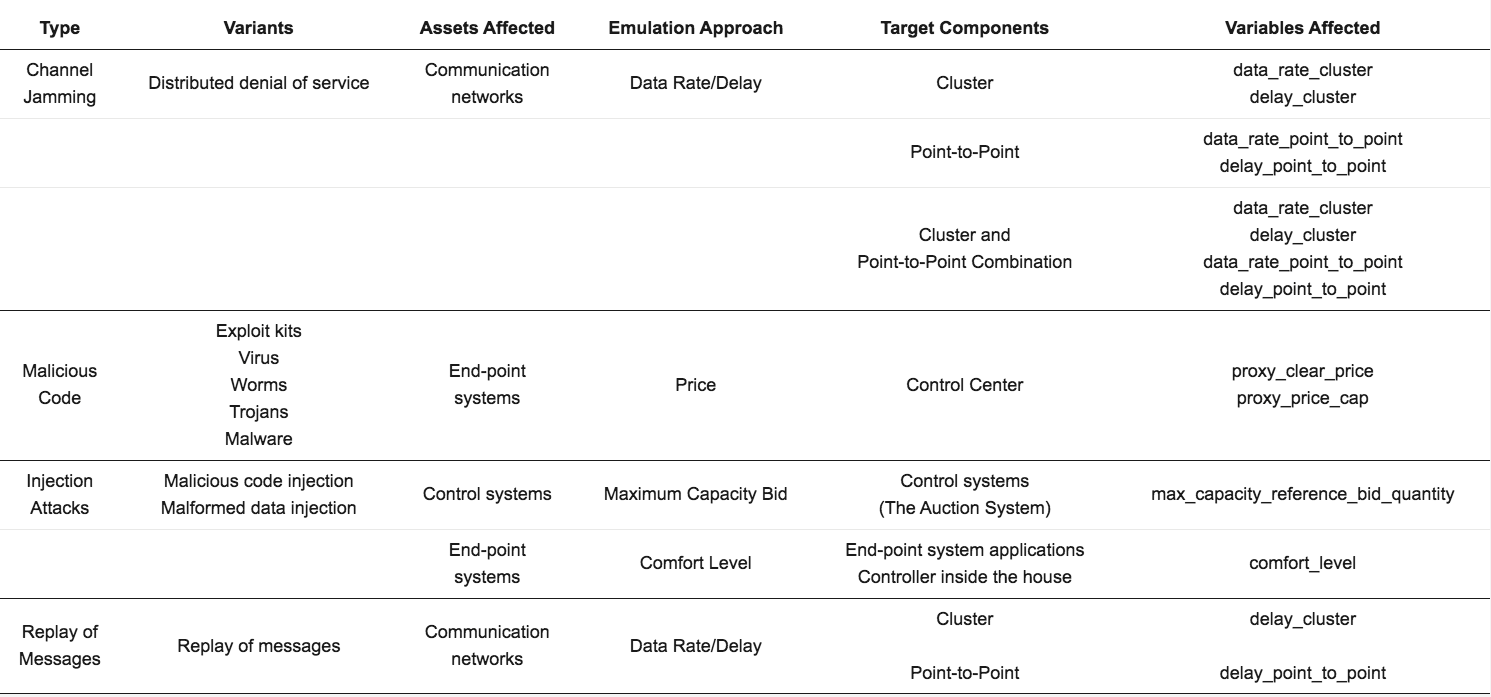 Type Variants Assets Affected Emulation Approach Target Components Variables Affected
Channel
Jamming
Distributed denial of service
Communication
networks
Data Rate/Delay
Cluster
data_rate_cluster
delay_cluster
Point-to-Point
data_rate_point_to_point
delay_point_to_point
Cluster and
Point-to-Point Combination
data_rate_cluster
delay_cluster
data_rate_point_to_point
delay_point_to_point
Malicious
Code
Exploit kits
Virus
Worms
Trojans
Malware
End-point
systems
Price
Control Center
proxy_clear_price
proxy_price_cap
Injection
Attacks
Malicious code injection
Malformed data injection
Control systems
Maximum Capacity Bid
Control systems
(The Auction System)
max_capacity_reference_bid_quantity
End-point
systems
Comfort Level
End-point system applications
Controller inside the house
comfort_level
Replay of
Messages
Replay of messages
Communication
networks
Data Rate/Delay
Cluster
delay_cluster
Point-to-Point
delay_point_to_point